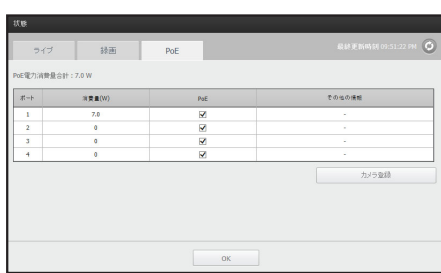 状態
ライブ 録画 PoE 最終更新時刻 09:51:22 PM
PoE電力消費量合計 : 7.0 W
ポート 消費量(W) PoE その他の情報
1 7.0 -
2 0 -
3 0 -
4 0 -
カメラ登録
OK